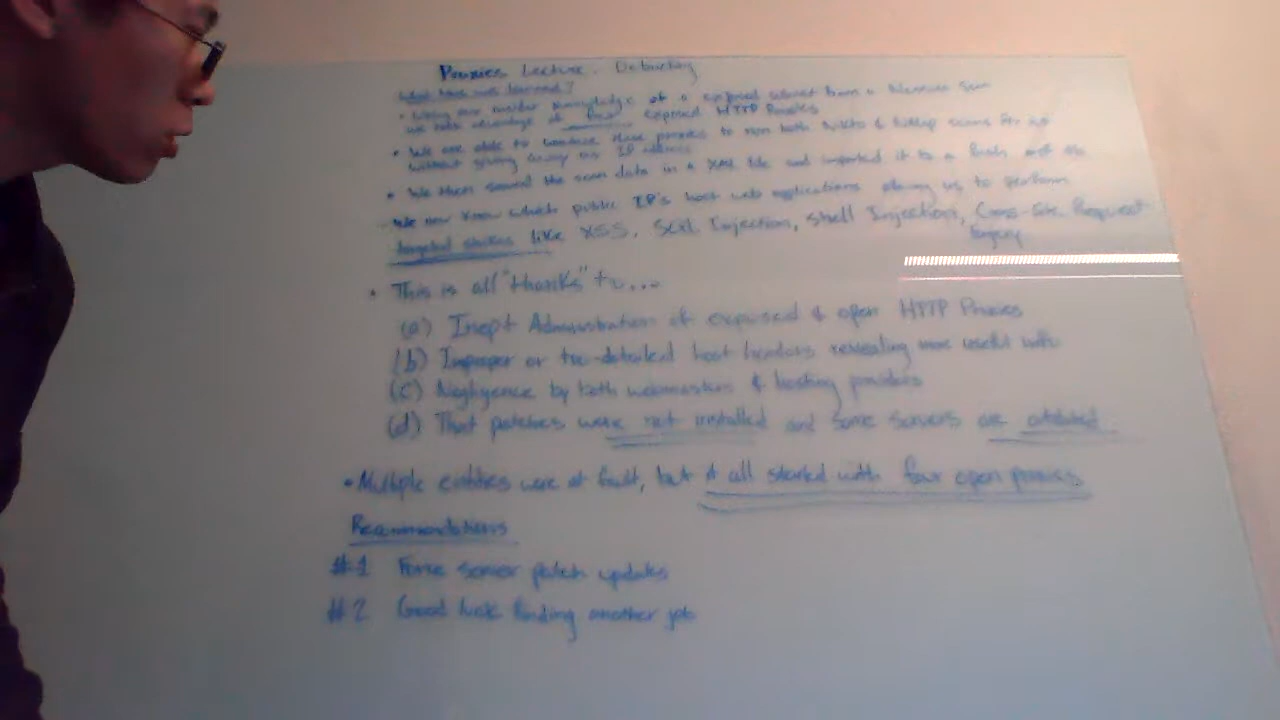 Proxies Lecture: Debriefing
What have we learned?
• Using our insider knowledge of a exposed subnet from a Nessus scan
we took advantage of four exposed HTTP Proxies
• We are able to these proxies to run both Nikto & Nmap scans for us
without giving away our IP address
• We then saved the scan data in a XML file and imported it to a
We now know which public IP's host web applications allowing us to perform
targeted strikes like XSS, SQL Injection, Shell Injection, Cross-Site Request
Forgery
• This is all "thanks" to...
(a) Inept Administration of exposed & open HTTP Proxies
(b) Improper or too-detailed host headers revealing more useful info
(c) Negligence by both webmasters & hosting providers
(d) That patches were not installed and some servers are outdated
• Multiple entities were at fault, but it all started with four open proxies
Recommendations
#1 Force server patch updates
#2 Good luck finding another job